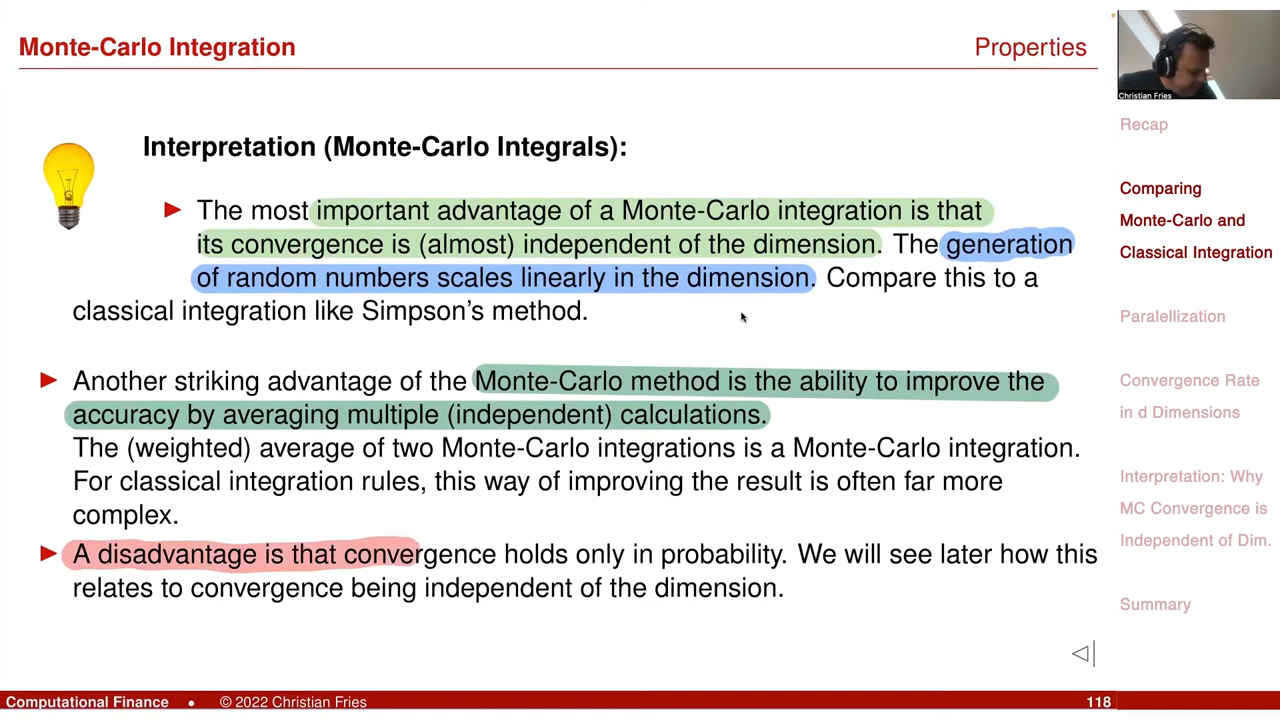 Monte-Carlo Integration
Properties
Christian Fries
Interpretation (Monte-Carlo Integrals):
The most important advantage of a Monte-Carlo integration is that
its convergence is (almost) independent of the dimension. The generation
of random numbers scales linearly in the dimension. Compare this to a
classical integration like Simpson's method.
Another striking advantage of the Monte-Carlo method is the ability to improve the
accuracy by averaging multiple (independent) calculations.
The (weighted) average of two Monte-Carlo integrations is a Monte-Carlo integration.
For classical integration rules, this way of improving the result is often far more
complex.
A disadvantage is that convergence holds only in probability. We will see later how this
relates to convergence being independent of the dimension.
Recap
Comparing
Monte-Carlo and
Classical Integration
Paralellization
Convergence Rate
in d Dimensions
Interpretation: Why
MC Convergence is
Independent of Dim.
Summary
Computational Finance • © 2022 Christian Fries
118